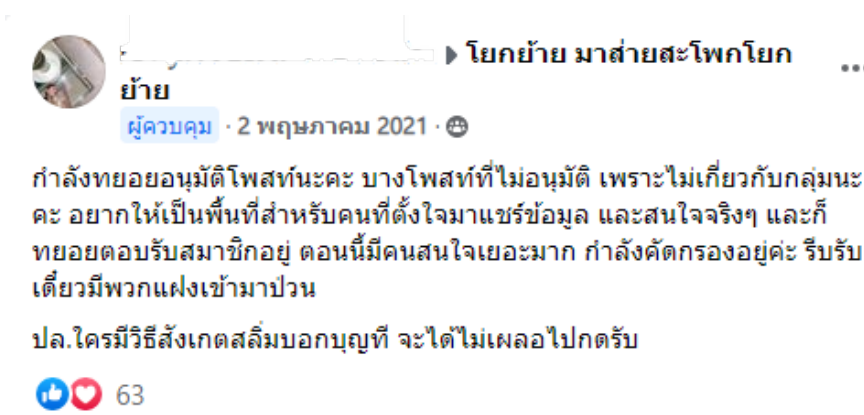 โยกย้าย มาส่ายสะโพกโยก
ย้าย
ผู้ควบคุม · 2 พฤษภาคม 2021 ·
กำลังทยอยอนุมัติโพสท์นะคะ บางโพสท์ที่ไม่อนุมัติ เพราะไม่เกี่ยวกับกลุ่มนะ
คะ อยากให้เป็นพื้นที่สำหรับคนที่ตั้งใจมาแชร์ข้อมูล และสนใจจริงๆ และก็
ทยอยตอบรับสมาชิกอยู่ ตอนนี้มีคนสนใจเยอะมาก กำลังคัดกรองอยู่ค่ะ รีบรับ
เดี๋ยวมีพวกแฝงเข้ามาป่วน
ปล.ใครมีวิธีสังเกตสลิ่มบอกบุญที จะได้ไม่เผลอไปกดรับ
63